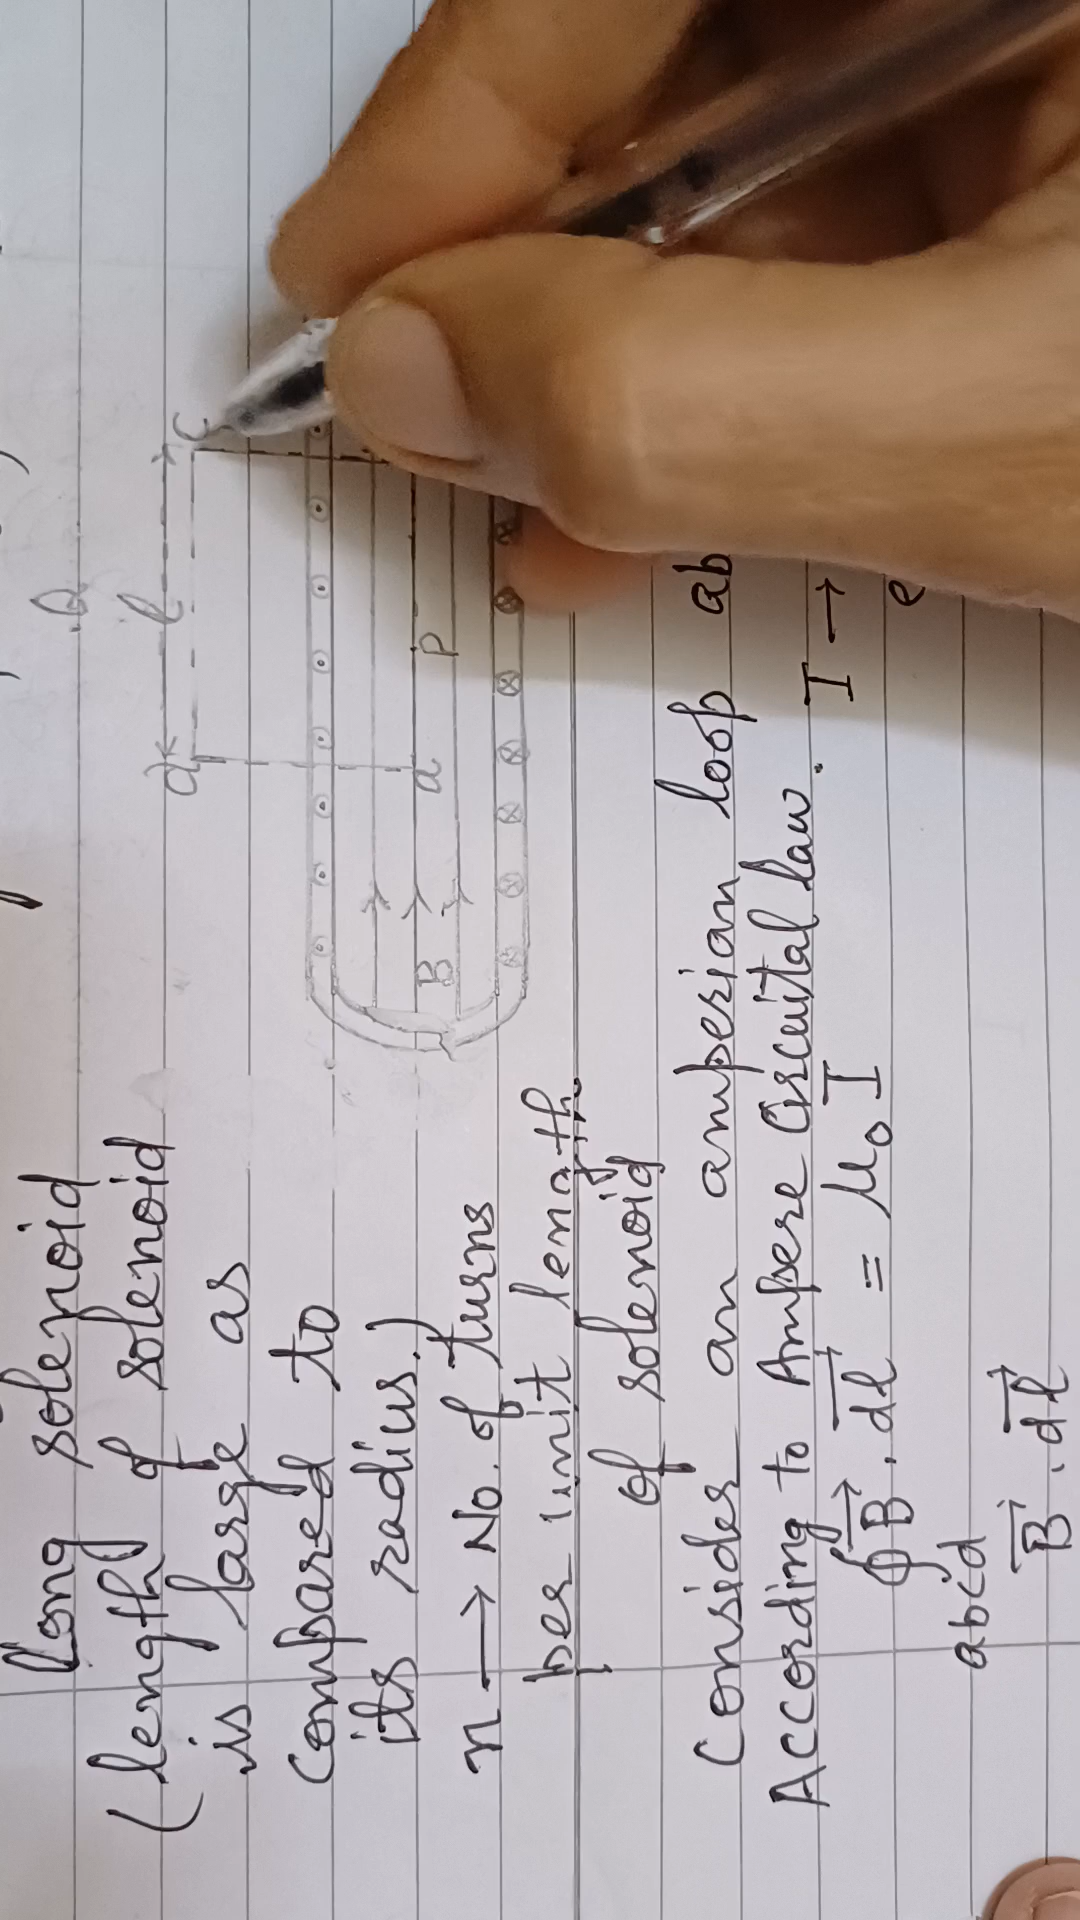 long solenoid
(length of solenoid
is large as
compared to
its radius.)
n → No. of turns
per unit length
of solenoid
Q
l
d
c
B
a
P
Consider an amperian loop ab
According to Ampere Circuital law.
∮B⃗.dl⃗ = μ₀I I →
abcd e
B⃗.dl⃗